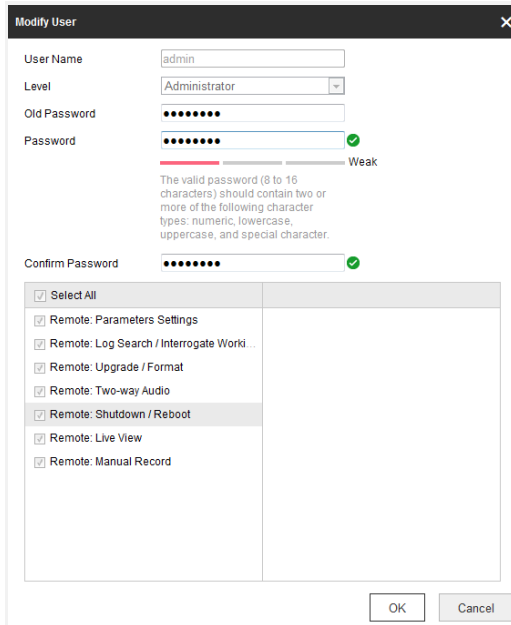 Modify User
User Name admin
Level Administrator
Old Password ●●●●●●●●
Password ●●●●●●●●
Weak
The valid password (8 to 16
characters) should contain two or
more of the following character
types: numeric, lowercase,
uppercase, and special character.
Confirm Password ●●●●●●●●
Select All
Remote: Parameters Settings
Remote: Log Search / Interrogate Worki...
Remote: Upgrade / Format
Remote: Two-way Audio
Remote: Shutdown / Reboot
Remote: Live View
Remote: Manual Record
OK Cancel